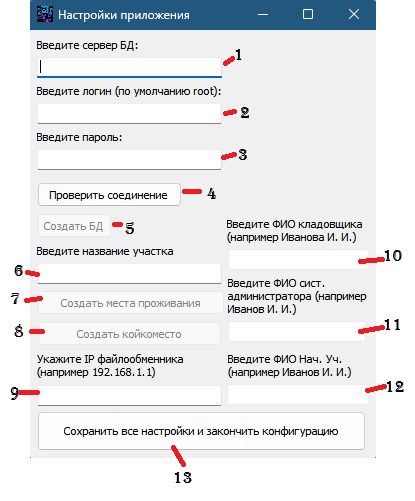 Настройки приложения
Введите сервер БД:
1
Введите логин (по умолчанию root):
2
Введите пароль:
3
Проверить соединение
4
Создать БД
5
Введите название участка
6
Создать места проживания
7
Создать койкоместо
8
Укажите IP файлообменника
(например 192.168.1.1)
9
Введите ФИО кладовщика
(например Иванова И. И.)
10
Введите ФИО сист.
администратора (например
Иванов И. И.)
11
Введите ФИО Нач. Уч.
(например Иванов И. И.)
12
Сохранить все настройки и закончить конфигурацию
13